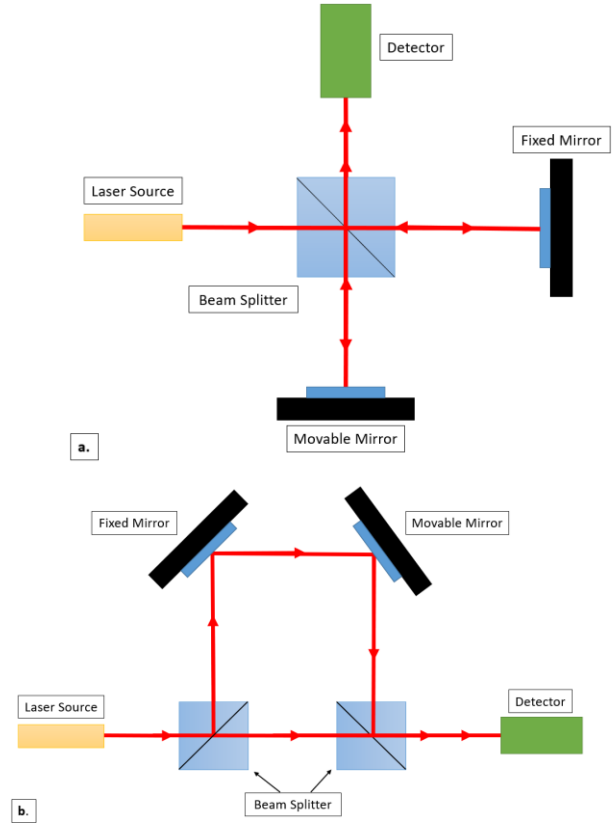 Detector
Fixed Mirror
Laser Source
Beam Splitter
Movable Mirror
a.
Fixed Mirror
Movable Mirror
Laser Source
Detector
Beam Splitter
b.